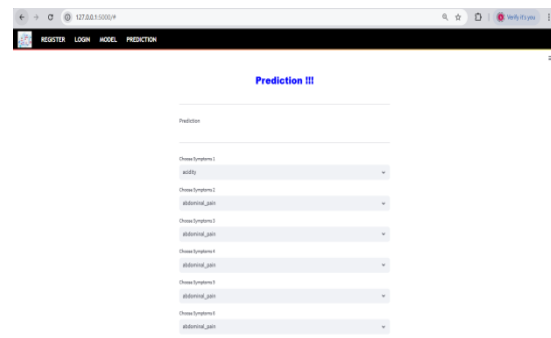 127.0.0.1:5000/#
Verify it's you
REGISTER LOGIN MODEL PREDICTION
Prediction !!!
Prediction
Choose Symptoms 1
acidity
Choose Symptoms 2
abdominal_pain
Choose Symptoms 3
abdominal_pain
Choose Symptoms 4
abdominal_pain
Choose Symptoms 5
abdominal_pain
Choose Symptoms 6
abdominal_pain